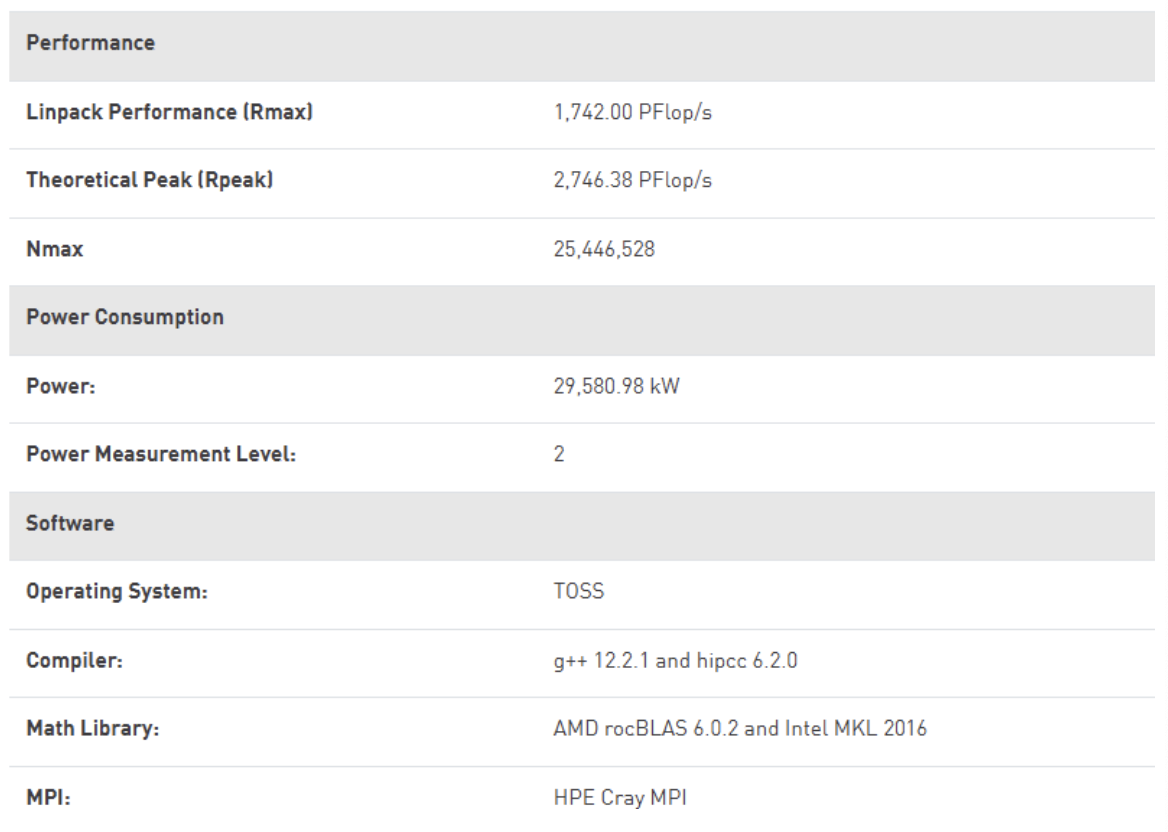 Performance
Linpack Performance (Rmax) 1,742.00 PFlop/s
Theoretical Peak (Rpeak) 2,746.38 PFlop/s
Nmax 25,446,528
Power Consumption
Power: 29,580.98 kW
Power Measurement Level: 2
Software
Operating System: TOSS
Compiler: g++ 12.2.1 and hipcc 6.2.0
Math Library: AMD rocBLAS 6.0.2 and Intel MKL 2016
MPI: HPE Cray MPI